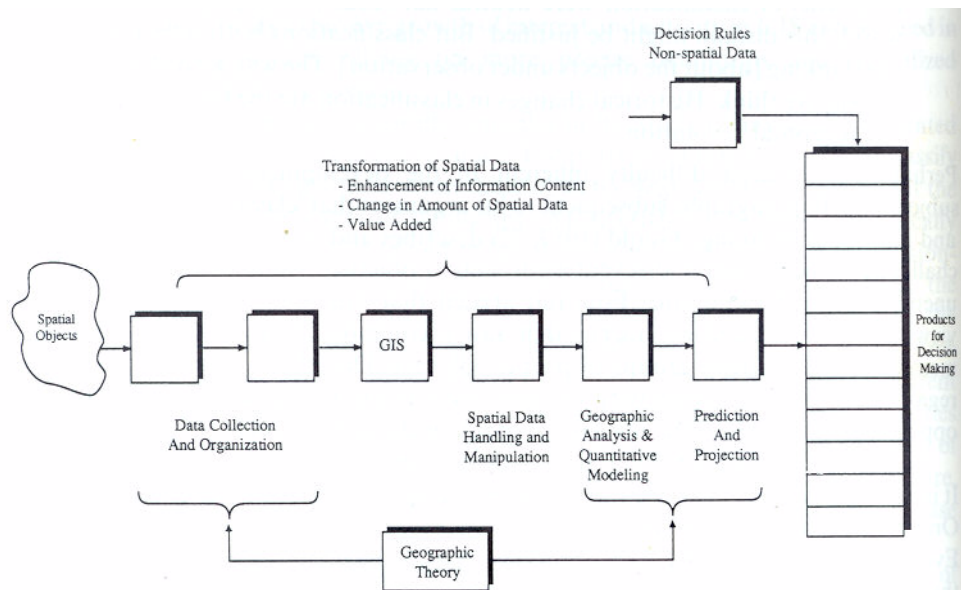 Decision Rules
Non-spatial Data
Transformation of Spatial Data
- Enhancement of Information Content
- Change in Amount of Spatial Data
- Value Added
Spatial
Objects
GIS
Products
for
Decision
Making
Data Collection
And Organization
Spatial Data
Handling and
Manipulation
Geographic
Analysis &
Quantitative
Modeling
Prediction
And
Projection
Geographic
Theory